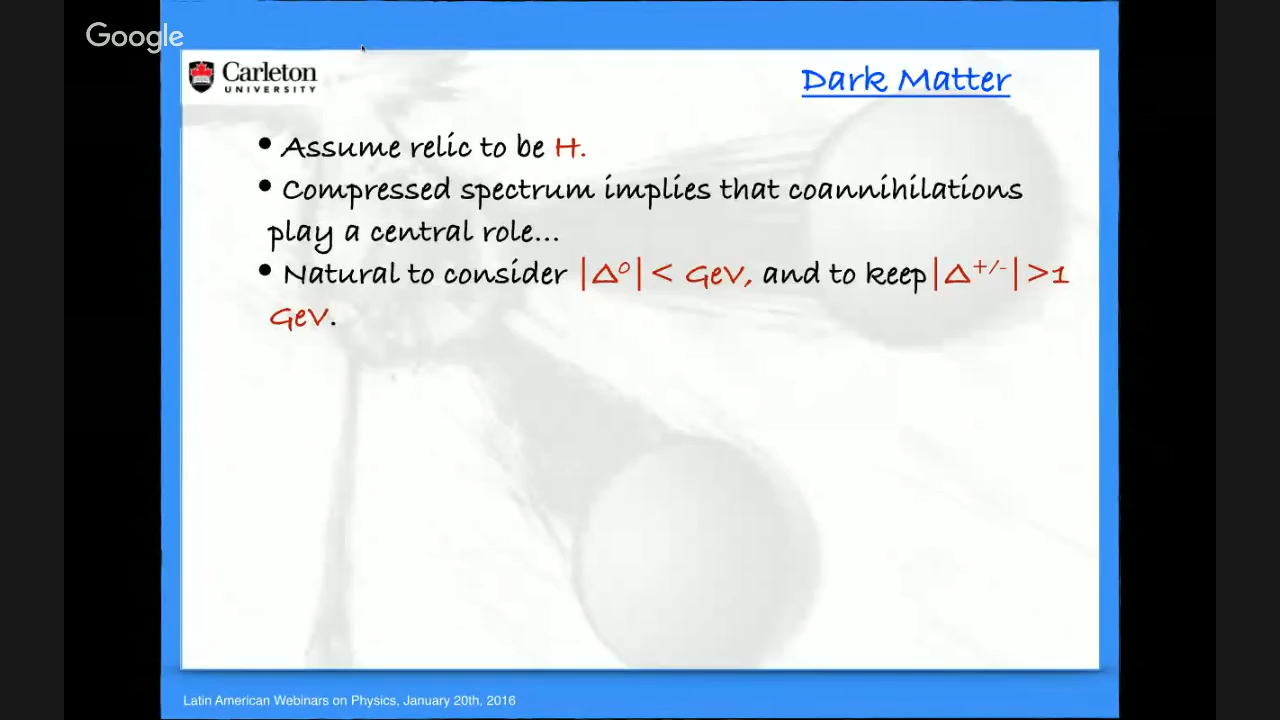 Google
Carleton
UNIVERSITY
Dark Matter
• Assume relic to be H.
• Compressed spectrum implies that coannihilations
play a central role...
• Natural to consider |Δ⁰| < GeV, and to keep |Δ⁺/⁻| >1
GeV.
Latin American Webinars on Physics, January 20th, 2016